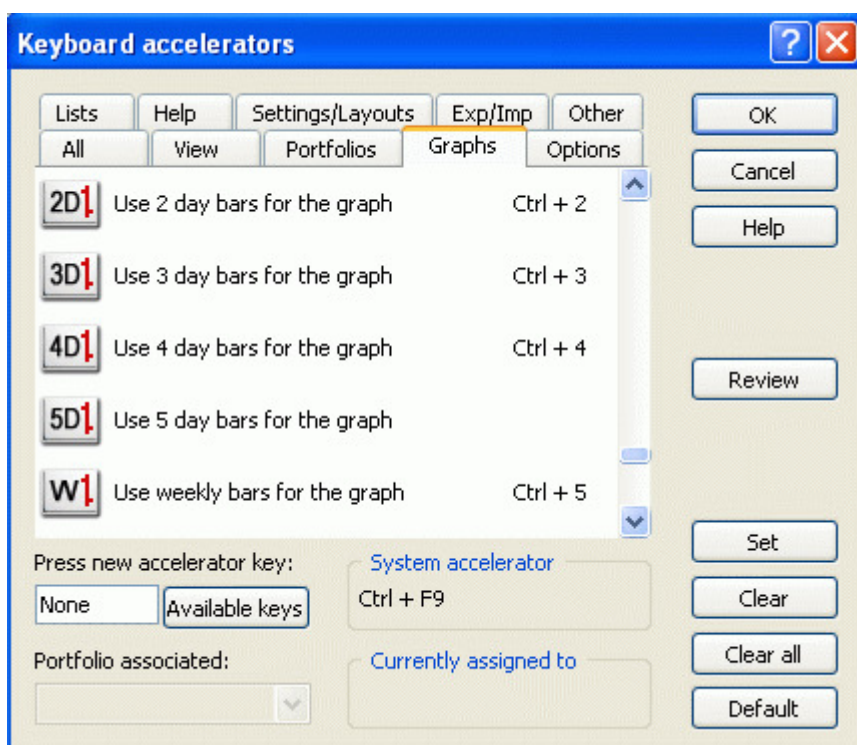 Keyboard accelerators
Lists Help Settings/Layouts Exp/Imp Other
All View Portfolios Graphs Options
2D Use 2 day bars for the graph Ctrl + 2
3D Use 3 day bars for the graph Ctrl + 3
4D Use 4 day bars for the graph Ctrl + 4
5D Use 5 day bars for the graph
W Use weekly bars for the graph Ctrl + 5
OK
Cancel
Help
Review
Set
Clear
Clear all
Default
Press new accelerator key:
None Available keys
System accelerator
Ctrl + F9
Portfolio associated:
Currently assigned to